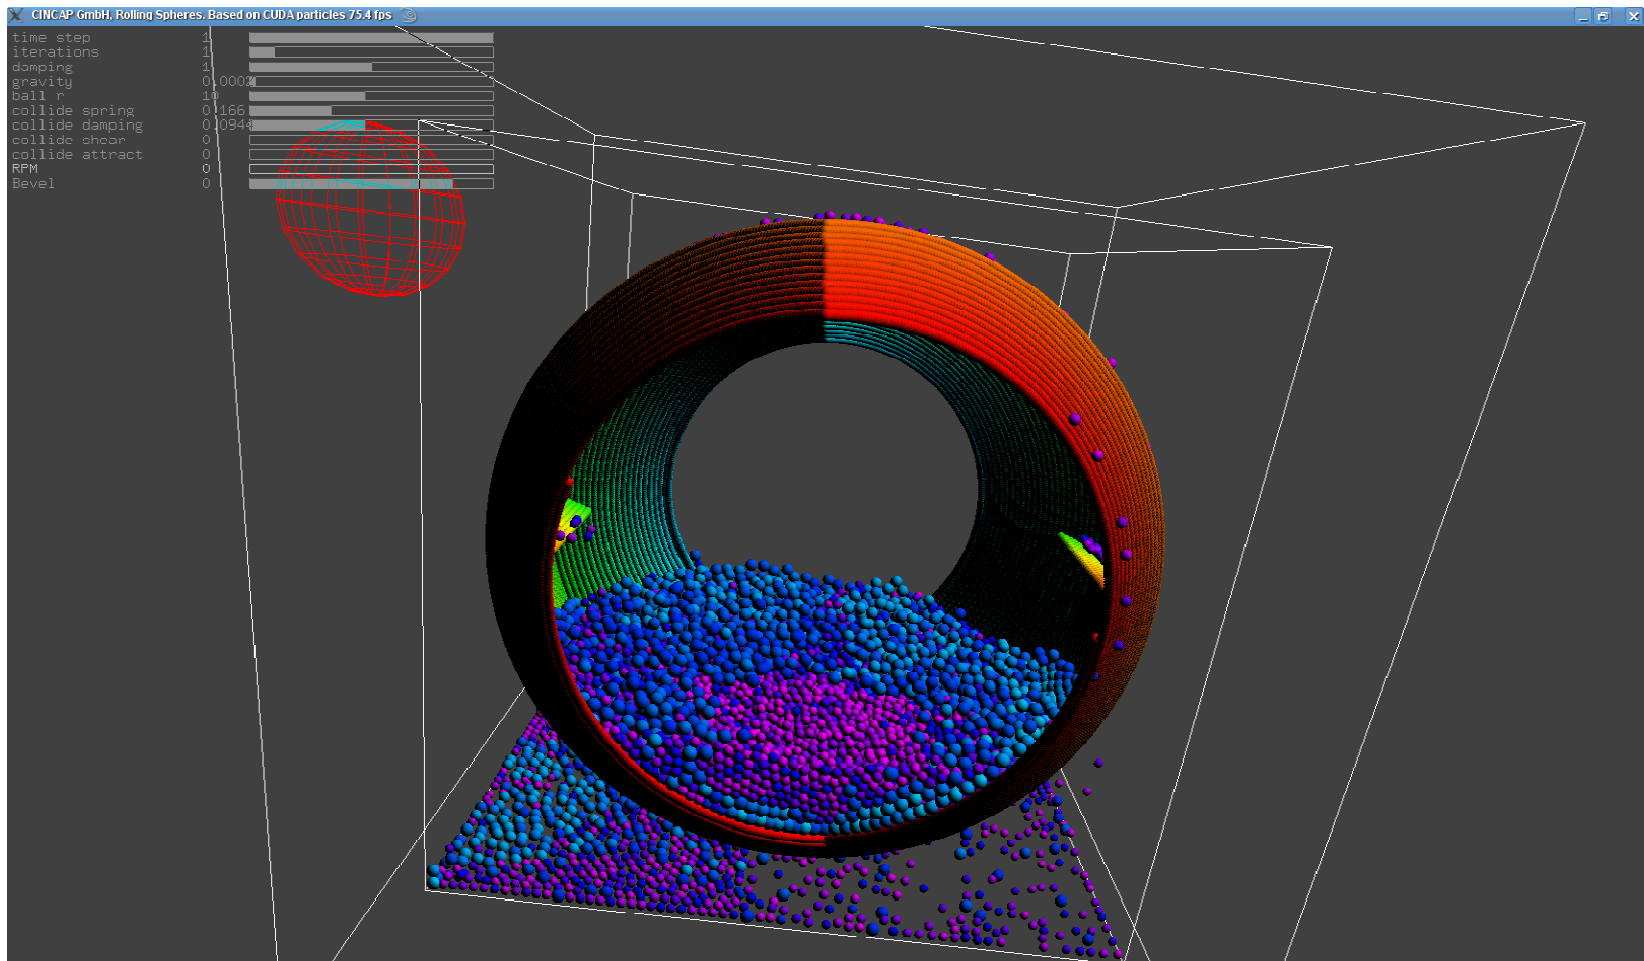 CINCAP GmbH, Rolling Spheres. Based on CUDA particles 75.4 fps
time step 1
iterations 1
damping 1
gravity 0.0002
ball r 10
collide spring 0.166
collide damping 0.0944
collide shear 0
collide attract 0
RPM 0
Bevel 0